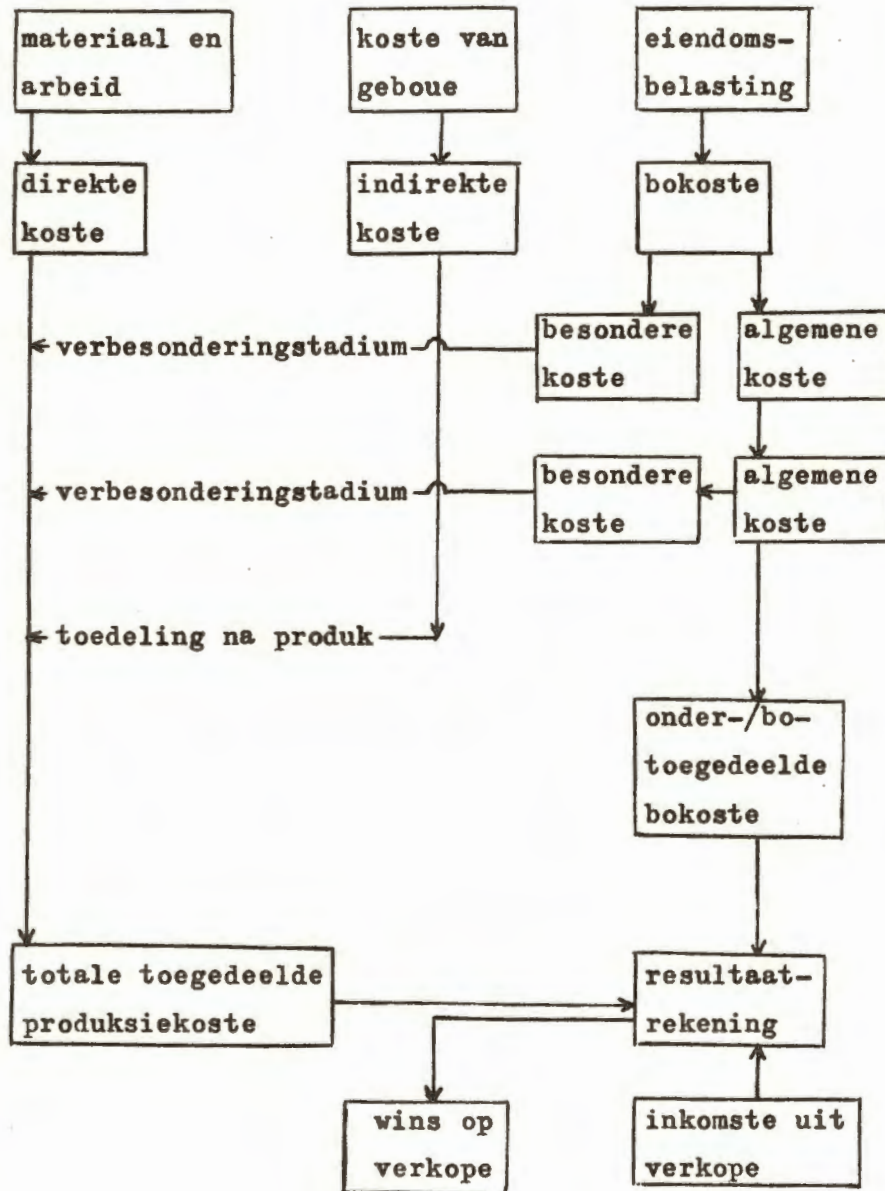 materiaal en
arbeid
koste van
geboue
eiendoms-
belasting
direkte
koste
indirekte
koste
bokoste
verbesonderingstadium
besondere
koste
algemene
koste
verbesonderingstadium
besondere
koste
algemene
koste
toedeling na produk
onder-/bo-
toegedeelde
bokoste
totale toegedeelde
produksiekoste
resultaat-
rekening
wins op
verkope
inkomste uit
verkope